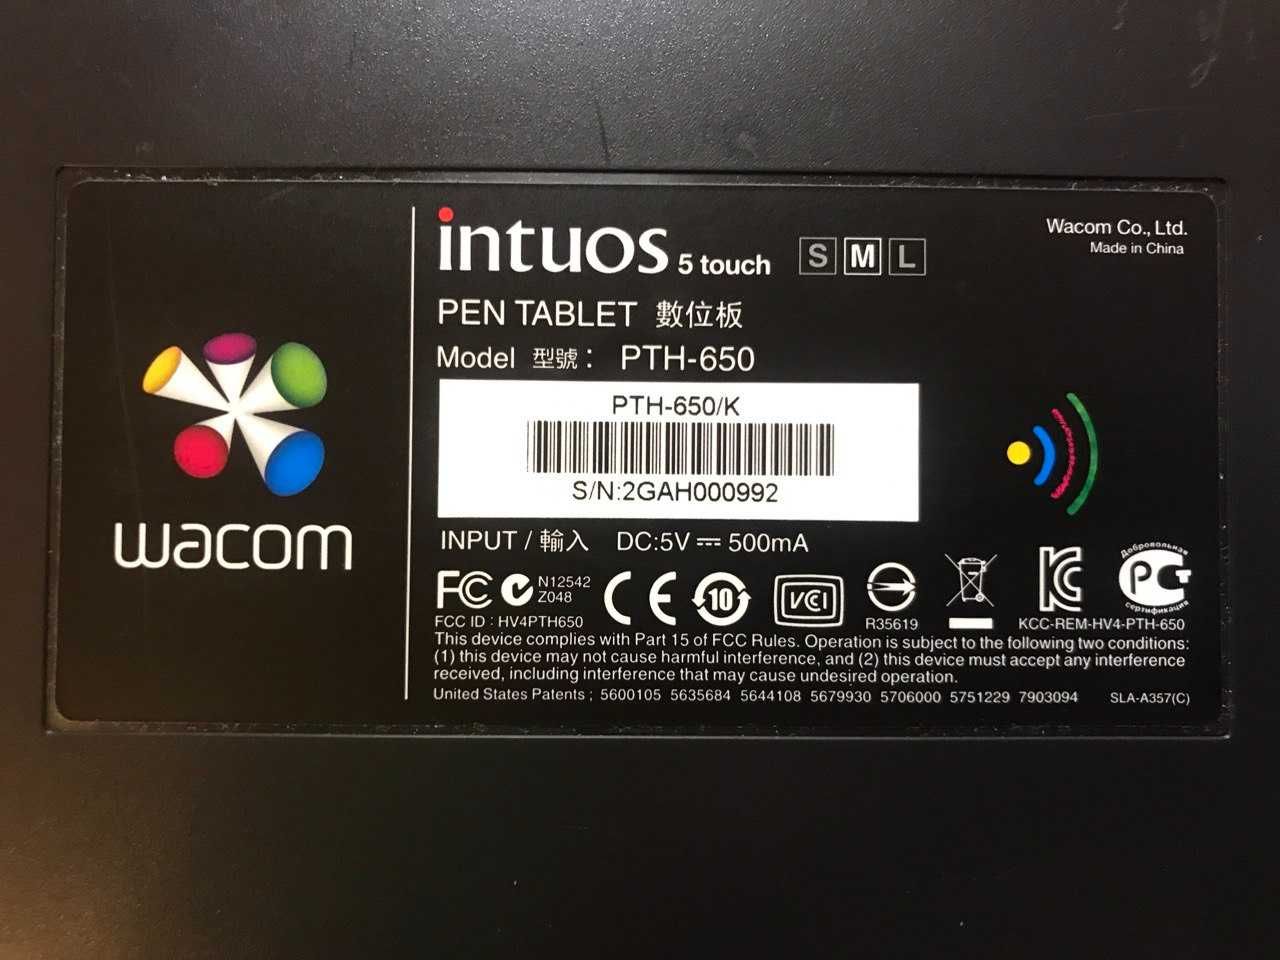 wacom
intuos 5 touch S M L
Wacom Co., Ltd.
Made in China
PEN TABLET 數位板
Model 型號： PTH-650
PTH-650/K
S/N:2GAH000992
INPUT / 輸入 DC:5V ⎓ 500mA
FC N12542
Z048
CE 10 VCI R35619
KCC-REM-HV4-PTH-650
Добровольная
РСТ
сертификация
FCC ID : HV4PTH650
This device complies with Part 15 of FCC Rules. Operation is subject to the following two conditions:
(1) this device may not cause harmful interference, and (2) this device must accept any interference
received, including interference that may cause undesired operation.
United States Patents ; 5600105 5635684 5644108 5679930 5706000 5751229 7903094 SLA-A357(C)